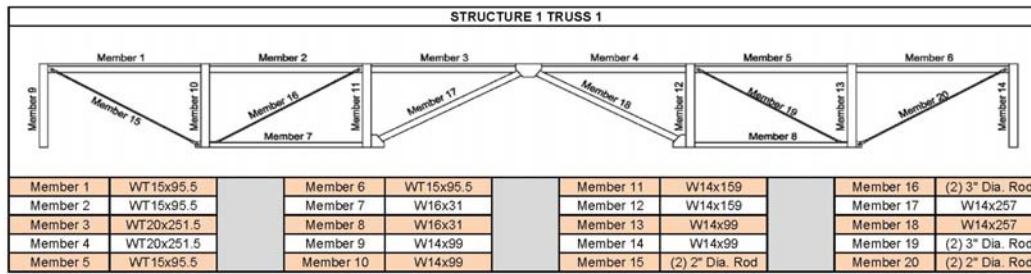 STRUCTURE 1 TRUSS 1
Member 1 Member 2 Member 3 Member 4 Member 5 Member 6
Member 9 Member 15 Member 10 Member 16 Member 11 Member 17 Member 18 Member 12 Member 19 Member 13 Member 20 Member 14
Member 7 Member 8
Member 1 WT15x95.5 Member 6 WT15x95.5 Member 11 W14x159 Member 16 (2) 3" Dia. Rod
Member 2 WT15x95.5 Member 7 W16x31 Member 12 W14x159 Member 17 W14x257
Member 3 WT20x251.5 Member 8 W16x31 Member 13 W14x99 Member 18 W14x257
Member 4 WT20x251.5 Member 9 W14x99 Member 14 W14x99 Member 19 (2) 3" Dia. Rod
Member 5 WT15x95.5 Member 10 W14x99 Member 15 (2) 2" Dia. Rod Member 20 (2) 2" Dia. Rod